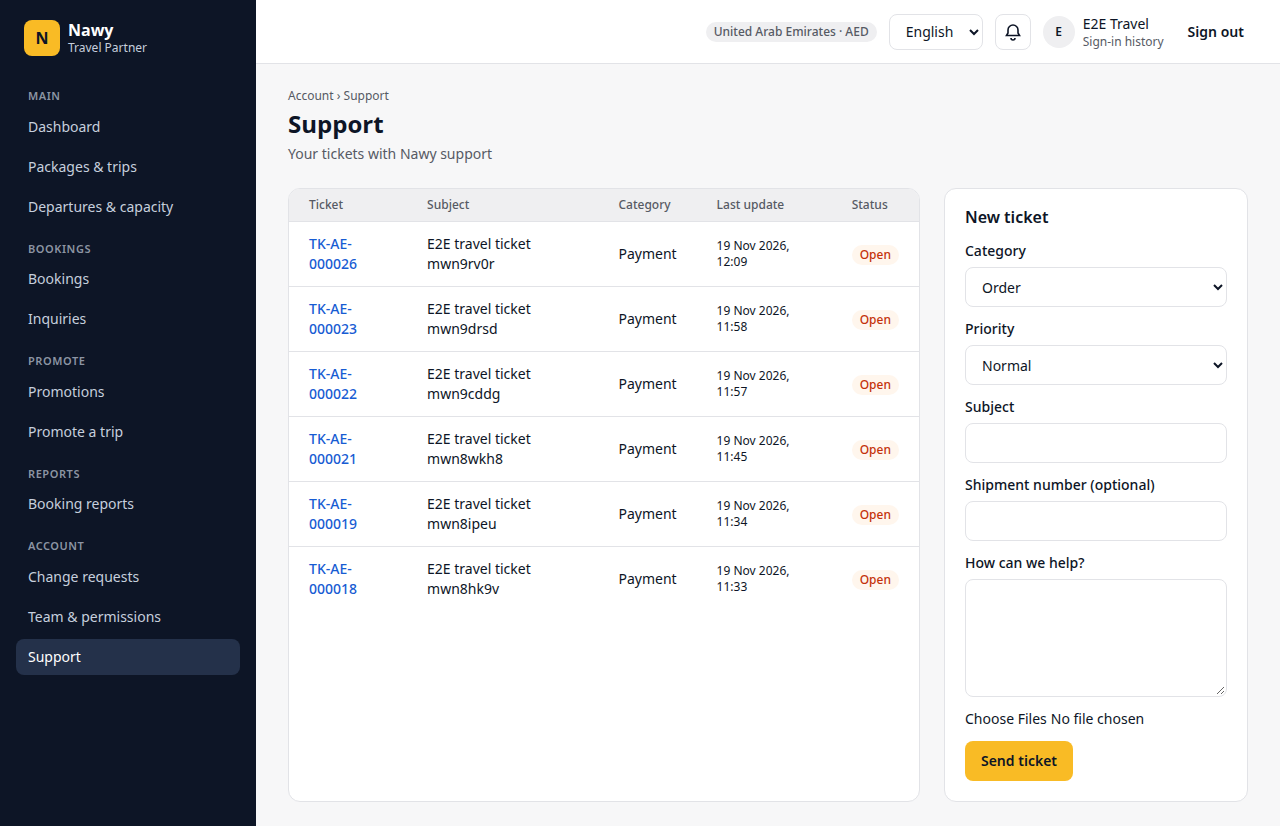 N
Nawy
Travel Partner
MAIN
Dashboard
Packages & trips
Departures & capacity
BOOKINGS
Bookings
Inquiries
PROMOTE
Promotions
Promote a trip
REPORTS
Booking reports
ACCOUNT
Change requests
Team & permissions
Support
United Arab Emirates · AED
English
E
E2E Travel
Sign-in history
Sign out
Account › Support
Support
Your tickets with Nawy support
Ticket Subject Category Last update Status
TK-AE-
000026
E2E travel ticket
mwn9rv0r
Payment
19 Nov 2026,
12:09
Open
TK-AE-
000023
E2E travel ticket
mwn9drsd
Payment
19 Nov 2026,
11:58
Open
TK-AE-
000022
E2E travel ticket
mwn9cddg
Payment
19 Nov 2026,
11:57
Open
TK-AE-
000021
E2E travel ticket
mwn8wkh8
Payment
19 Nov 2026,
11:45
Open
TK-AE-
000019
E2E travel ticket
mwn8ipeu
Payment
19 Nov 2026,
11:34
Open
TK-AE-
000018
E2E travel ticket
mwn8hk9v
Payment
19 Nov 2026,
11:33
Open
New ticket
Category
Order
Priority
Normal
Subject
Shipment number (optional)
How can we help?
Choose Files No file chosen
Send ticket